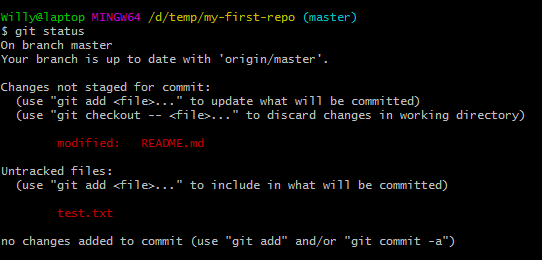 Willy@laptop MINGW64 /d/temp/my-first-repo (master)
$ git status
On branch master
Your branch is up to date with 'origin/master'.

Changes not staged for commit:
  (use "git add <file>..." to update what will be committed)
  (use "git checkout -- <file>..." to discard changes in working directory)

        modified:   README.md

Untracked files:
  (use "git add <file>..." to include in what will be committed)

        test.txt

no changes added to commit (use "git add" and/or "git commit -a")